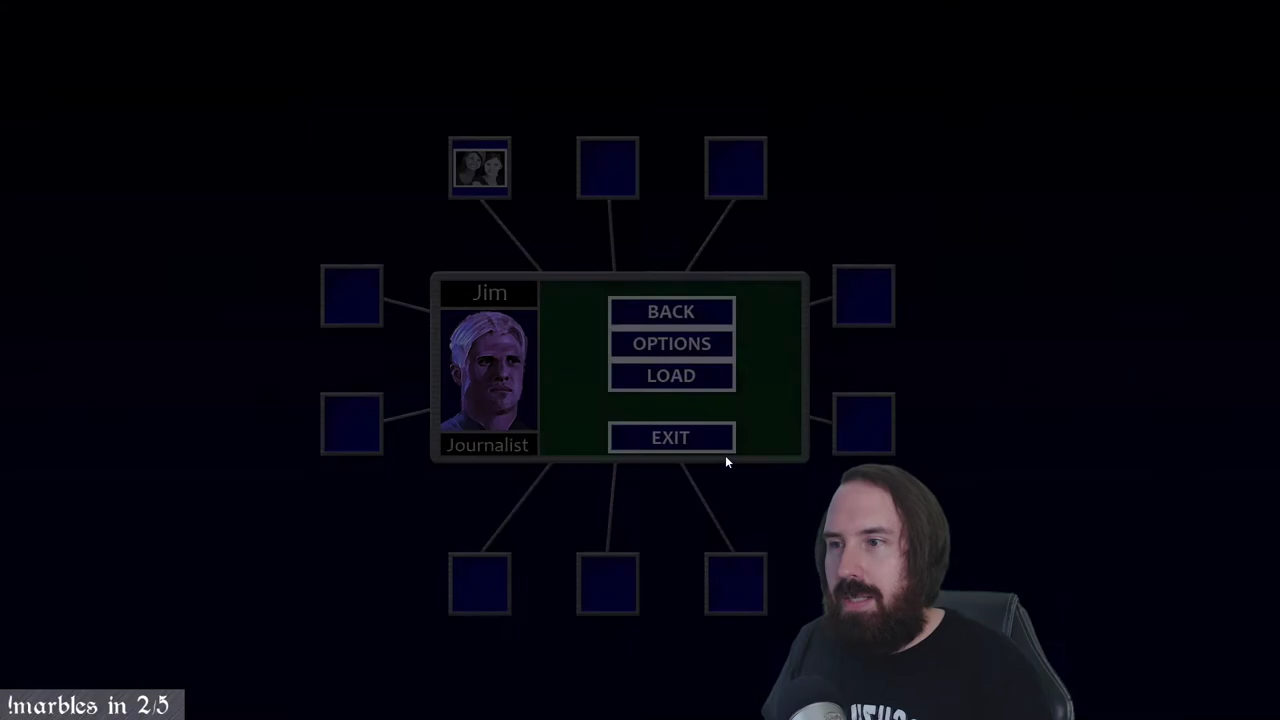 Jim
BACK
OPTIONS
LOAD
EXIT
Journalist
!marbles in 2/5